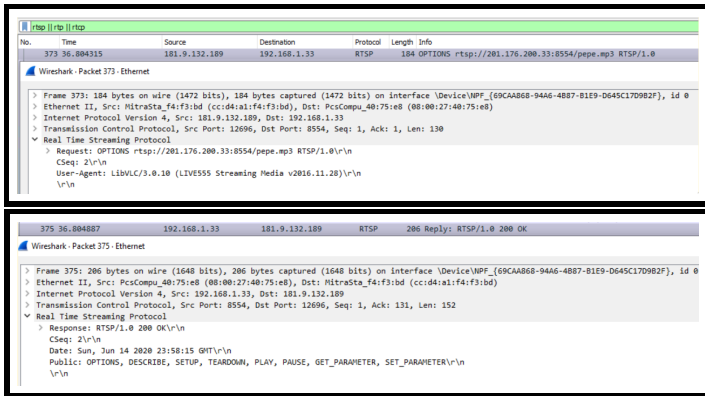 rtsp || rtp || rtcp
No. Time Source Destination Protocol Length Info
373 36.804315 181.9.132.189 192.168.1.33 RTSP 184 OPTIONS rtsp://201.176.200.33:8554/pepe.mp3 RTSP/1.0
Wireshark · Packet 373 · Ethernet
> Frame 373: 184 bytes on wire (1472 bits), 184 bytes captured (1472 bits) on interface \Device\NPF_{69CAA868-94A6-4B87-B1E9-D645C17D9B2F}, id 0
> Ethernet II, Src: MitraSta_f4:f3:bd (cc:d4:a1:f4:f3:bd), Dst: PcsCompu_40:75:e8 (08:00:27:40:75:e8)
> Internet Protocol Version 4, Src: 181.9.132.189, Dst: 192.168.1.33
> Transmission Control Protocol, Src Port: 12696, Dst Port: 8554, Seq: 1, Ack: 1, Len: 130
Real Time Streaming Protocol
> Request: OPTIONS rtsp://201.176.200.33:8554/pepe.mp3 RTSP/1.0\r\n
CSeq: 2\r\n
User-Agent: LibVLC/3.0.10 (LIVE555 Streaming Media v2016.11.28)\r\n
\r\n
375 36.804887 192.168.1.33 181.9.132.189 RTSP 206 Reply: RTSP/1.0 200 OK
Wireshark · Packet 375 · Ethernet
> Frame 375: 206 bytes on wire (1648 bits), 206 bytes captured (1648 bits) on interface \Device\NPF_{69CAA868-94A6-4B87-B1E9-D645C17D9B2F}, id 0
> Ethernet II, Src: PcsCompu_40:75:e8 (08:00:27:40:75:e8), Dst: MitraSta_f4:f3:bd (cc:d4:a1:f4:f3:bd)
> Internet Protocol Version 4, Src: 192.168.1.33, Dst: 181.9.132.189
> Transmission Control Protocol, Src Port: 8554, Dst Port: 12696, Seq: 1, Ack: 131, Len: 152
Real Time Streaming Protocol
> Response: RTSP/1.0 200 OK\r\n
CSeq: 2\r\n
Date: Sun, Jun 14 2020 23:58:15 GMT\r\n
Public: OPTIONS, DESCRIBE, SETUP, TEARDOWN, PLAY, PAUSE, GET_PARAMETER, SET_PARAMETER\r\n
\r\n